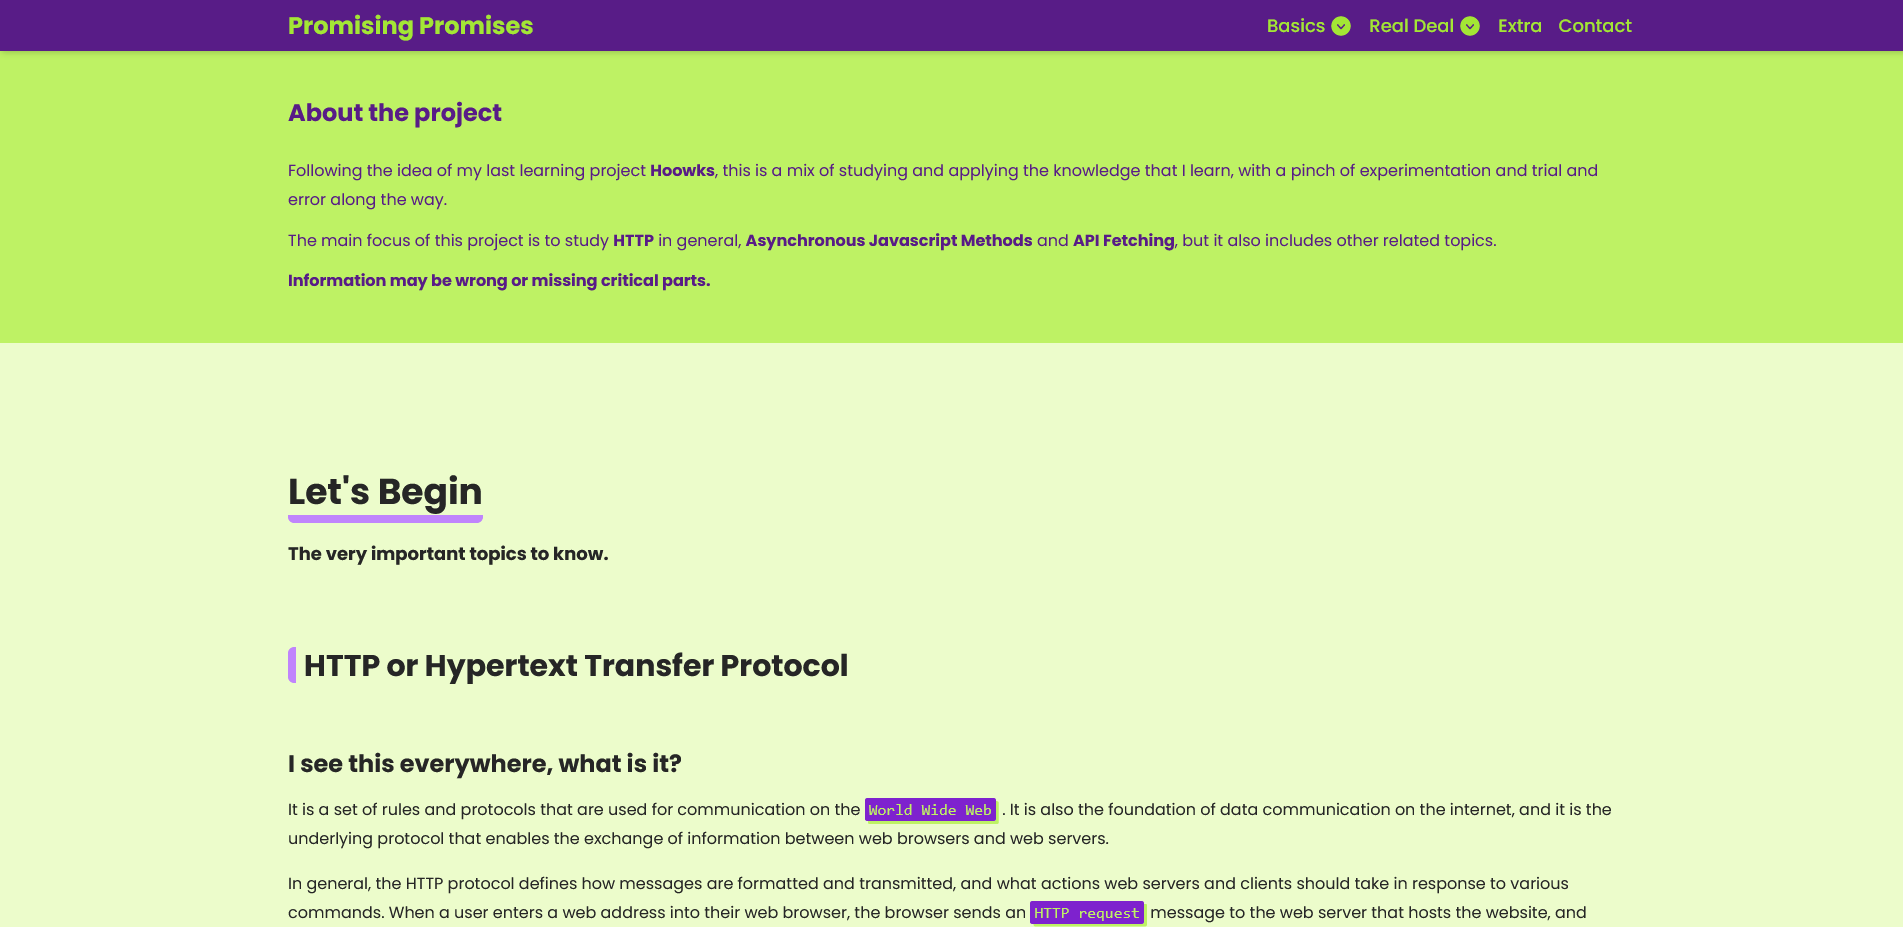 Promising Promises Basics Real Deal Extra Contact
About the project
Following the idea of my last learning project Hoowks, this is a mix of studying and applying the knowledge that I learn, with a pinch of experimentation and trial and
error along the way.
The main focus of this project is to study HTTP in general, Asynchronous Javascript Methods and API Fetching, but it also includes other related topics.
Information may be wrong or missing critical parts.
Let's Begin
The very important topics to know.
HTTP or Hypertext Transfer Protocol
I see this everywhere, what is it?
It is a set of rules and protocols that are used for communication on the World Wide Web . It is also the foundation of data communication on the internet, and it is the
underlying protocol that enables the exchange of information between web browsers and web servers.
In general, the HTTP protocol defines how messages are formatted and transmitted, and what actions web servers and clients should take in response to various
commands. When a user enters a web address into their web browser, the browser sends an HTTP request message to the web server that hosts the website, and